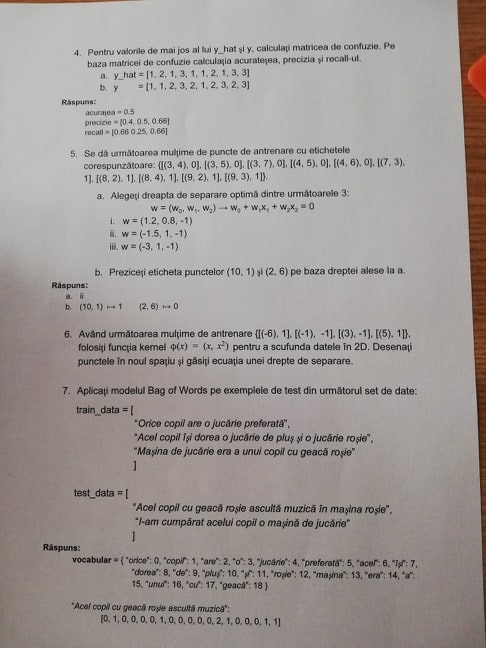 4. Pentru valorile de mai jos al lui y_hat și y, calculați matricea de confuzie. Pe
baza matricei de confuzie calculația acuratețea, precizia și recall-ul.
a. y_hat = [1, 2, 1, 3, 1, 1, 2, 1, 3, 3]
b. y = [1, 1, 2, 3, 2, 1, 2, 3, 2, 3]
Răspuns:
acuratea = 0.5
precizie = [0.4, 0.5, 0.66]
recall = [0.66 0.25, 0.66]
5. Se dă următoarea mulțime de puncte de antrenare cu etichetele
corespunzătoare: {[(3, 4), 0], [(3, 5), 0], [(3, 7), 0], [(4, 5), 0], [(4, 6), 0], [(7, 3),
1], [(8, 2), 1], [(8, 4), 1], [(9, 2), 1], [(9, 3), 1]}.
a. Alegeți dreapta de separare optimă dintre următoarele 3:
w = (w₀, w₁, w₂) → w₀ + w₁x₁ + w₂x₂ = 0
i. w = (1.2, 0.8, -1)
ii. w = (-1.5, 1, -1)
iii. w = (-3, 1, -1)
b. Preziceți eticheta punctelor (10, 1) și (2, 6) pe baza dreptei alese la a.
Răspuns:
a. ii
b. (10, 1) ↦ 1 (2, 6) ↦ 0
6. Având următoarea mulțime de antrenare {[(-6), 1], [(-1), -1], [(3), -1], [(5), 1]},
folosiți funcția kernel φ(x) = (x, x²) pentru a scufunda datele în 2D. Desenați
punctele în noul spațiu și găsiți ecuația unei drepte de separare.
7. Aplicați modelul Bag of Words pe exemplele de test din următorul set de date:
train_data = [
"Orice copil are o jucărie preferată",
"Acel copil își dorea o jucărie de pluș și o jucărie roșie",
"Mașina de jucărie era a unui copil cu geacă roșie"
]
test_data = [
"Acel copil cu geacă roșie ascultă muzică în mașina roșie",
"I-am cumpărat acelui copil o mașină de jucărie"
]
Răspuns:
vocabular = { "orice": 0, "copil": 1, "are": 2, "o": 3, "jucărie": 4, "preferată": 5, "acel": 6, "își": 7,
"dorea": 8, "de": 9, "pluș": 10, "și": 11, "roșie": 12, "mașina": 13, "era": 14, "a":
15, "unui": 16, "cu": 17, "geacă": 18 }
"Acel copil cu geacă roșie ascultă muzică":
[0, 1, 0, 0, 0, 0, 1, 0, 0, 0, 0, 0, 2, 1, 0, 0, 0, 1, 1]